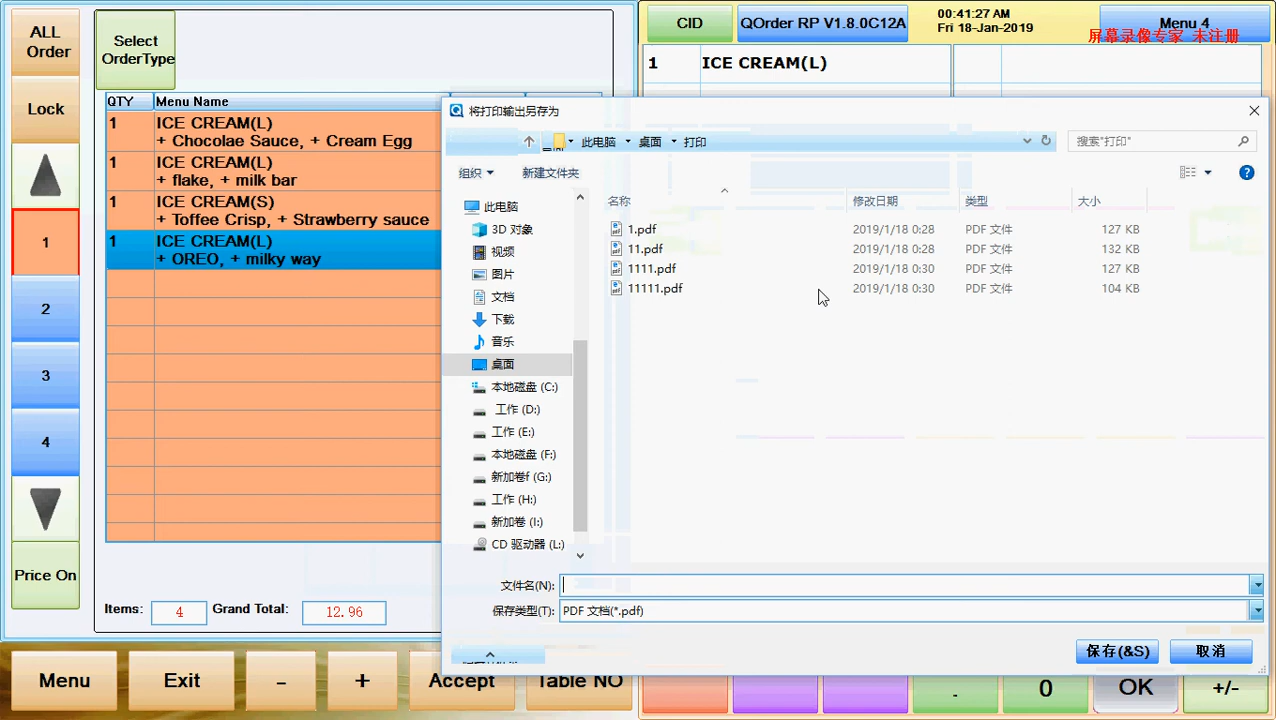 ALL
Order
Lock
1
2
3
4
Price On
Select
OrderType
QTY Menu Name
1 ICE CREAM(L)
+ Chocolae Sauce, + Cream Egg
1 ICE CREAM(L)
+ flake, + milk bar
1 ICE CREAM(S)
+ Toffee Crisp, + Strawberry sauce
1 ICE CREAM(L)
+ OREO, + milky way
Items: 4 Grand Total: 12.96
Menu Exit - + Accept Table NO
CID QOrder RP V1.8.0C12A
00:41:27 AM
Fri 18-Jan-2019
Menu 4
屏幕录像专家 未注册
1 ICE CREAM(L)
将打印输出另存为
此电脑 桌面 打印
搜索"打印"
组织 新建文件夹
此电脑
3D 对象
视频
图片
文档
下载
音乐
桌面
本地磁盘 (C:)
工作 (D:)
工作 (E:)
本地磁盘 (F:)
新加卷f (G:)
工作 (H:)
新加卷 (I:)
CD 驱动器 (L:)
名称 修改日期 类型 大小
1.pdf 2019/1/18 0:28 PDF 文件 127 KB
11.pdf 2019/1/18 0:28 PDF 文件 132 KB
1111.pdf 2019/1/18 0:30 PDF 文件 127 KB
11111.pdf 2019/1/18 0:30 PDF 文件 104 KB
文件名(N):
保存类型(T): PDF 文档(*.pdf)
保存(&S) 取消
. 0 OK +/-